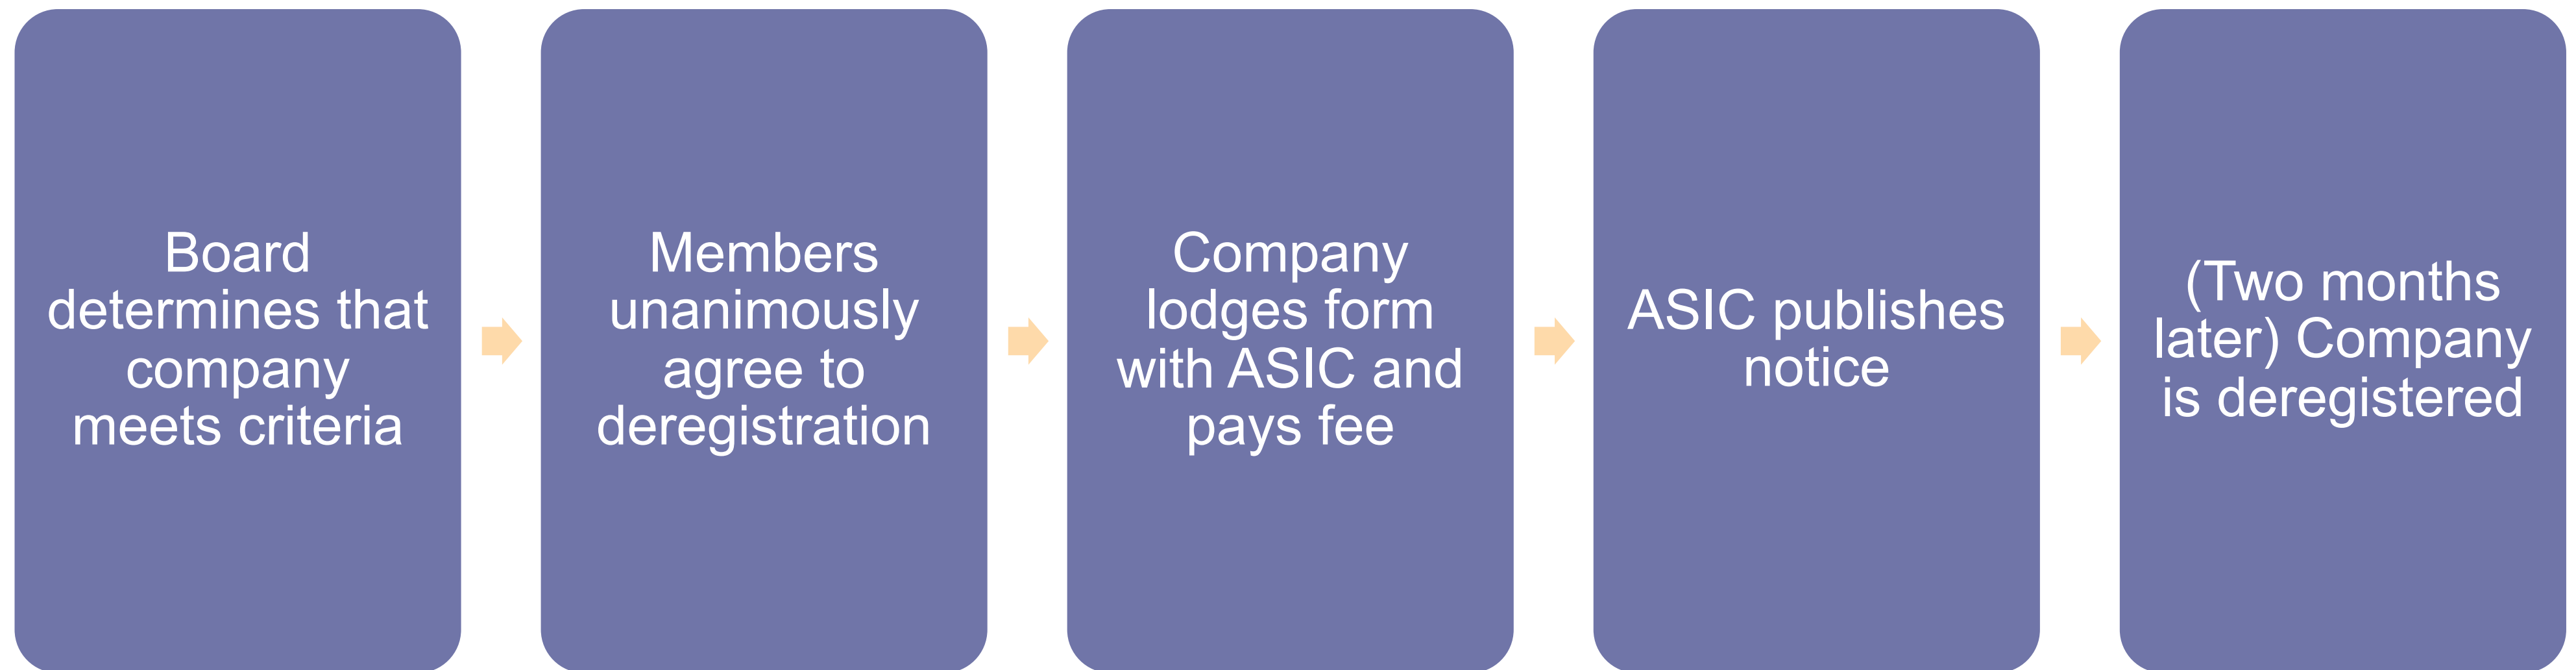 Board
determines that
company
meets criteria
Members
unanimously
agree to
deregistration
Company
lodges form
with ASIC and
pays fee
ASIC publishes
notice
(Two months
later) Company
is deregistered